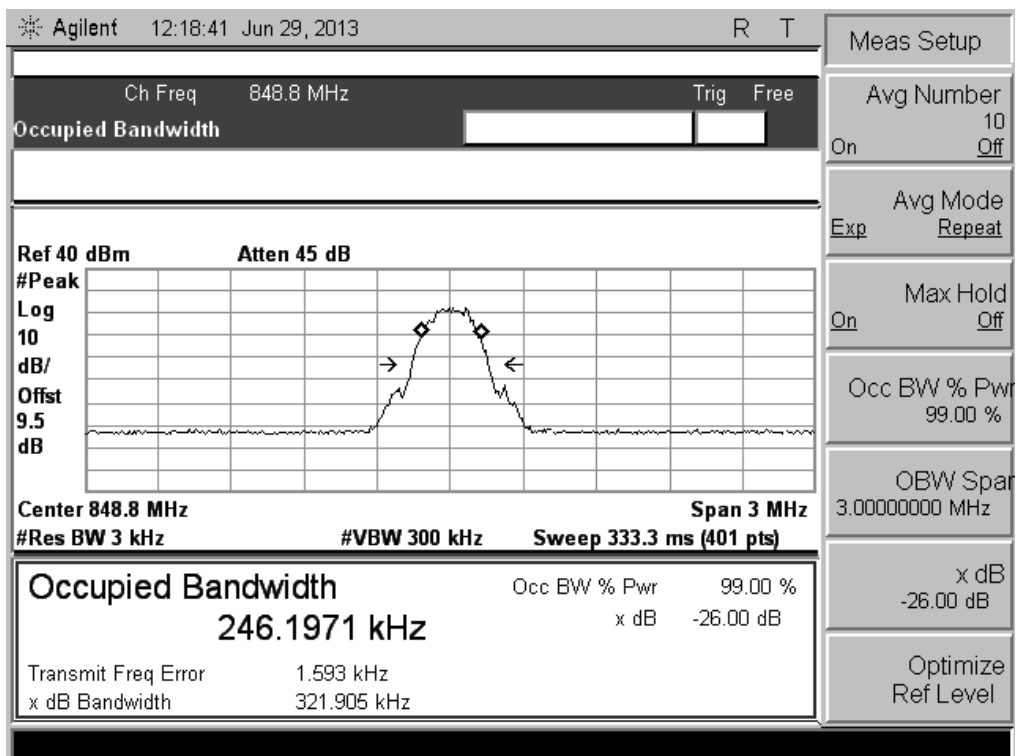 Agilent 12:18:41 Jun 29, 2013 R T
Ch Freq 848.8 MHz Trig Free
Occupied Bandwidth
Ref 40 dBm Atten 45 dB
#Peak
Log
10
dB/
Offst
9.5
dB
Center 848.8 MHz Span 3 MHz
#Res BW 3 kHz #VBW 300 kHz Sweep 333.3 ms (401 pts)
Occupied Bandwidth Occ BW % Pwr 99.00 %
246.1971 kHz x dB -26.00 dB
Transmit Freq Error 1.593 kHz
x dB Bandwidth 321.905 kHz
Meas Setup
Avg Number
10
On Off
Avg Mode
Exp Repeat
Max Hold
On Off
Occ BW % Pwr
99.00 %
OBW Span
3.00000000 MHz
x dB
-26.00 dB
Optimize
Ref Level